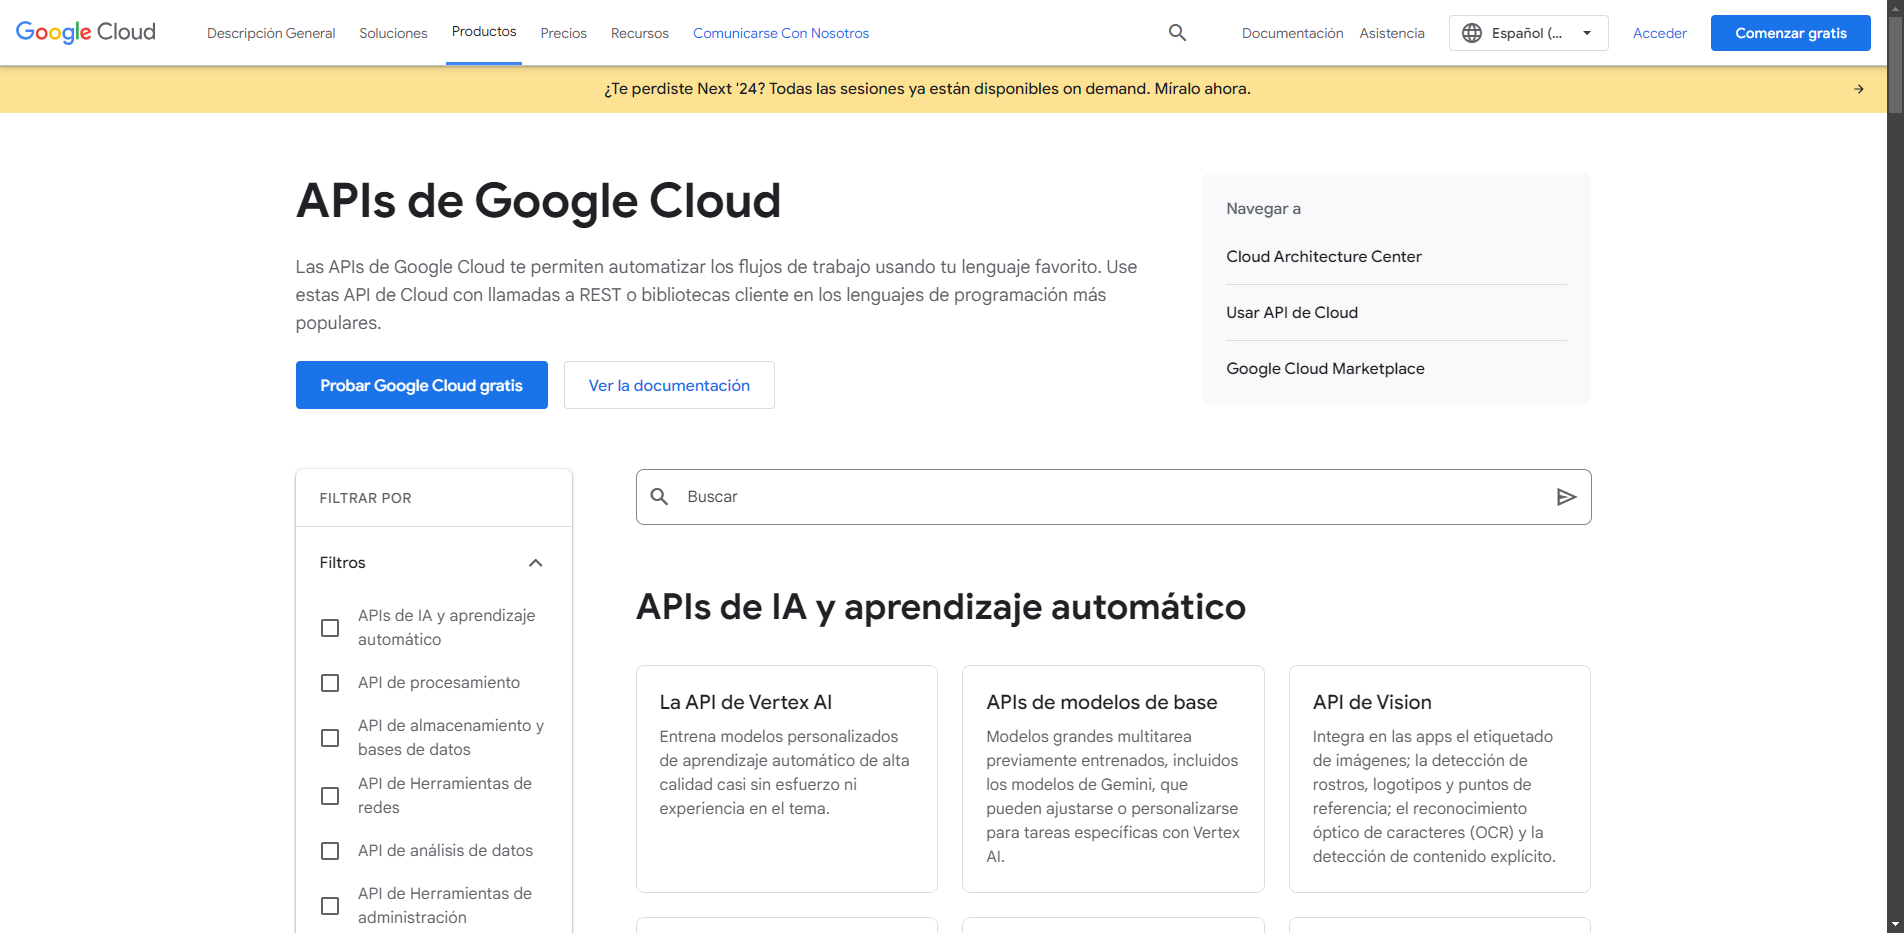 Google Cloud
Descripción General
Soluciones
Productos
Precios
Recursos
Comunicarse Con Nosotros
Documentación
Asistencia
Español (...
Acceder
Comenzar gratis
¿Te perdiste Next '24? Todas las sesiones ya están disponibles on demand. Míralo ahora.
APIs de Google Cloud
Las APIs de Google Cloud te permiten automatizar los flujos de trabajo usando tu lenguaje favorito. Use
estas API de Cloud con llamadas a REST o bibliotecas cliente en los lenguajes de programación más
populares.
Probar Google Cloud gratis
Ver la documentación
Navegar a
Cloud Architecture Center
Usar API de Cloud
Google Cloud Marketplace
FILTRAR POR
Filtros
APIs de IA y aprendizaje
automático
API de procesamiento
API de almacenamiento y
bases de datos
API de Herramientas de
redes
API de análisis de datos
API de Herramientas de
administración
Buscar
APIs de IA y aprendizaje automático
La API de Vertex AI
Entrena modelos personalizados
de aprendizaje automático de alta
calidad casi sin esfuerzo ni
experiencia en el tema.
APIs de modelos de base
Modelos grandes multitarea
previamente entrenados, incluidos
los modelos de Gemini, que
pueden ajustarse o personalizarse
para tareas específicas con Vertex
AI.
API de Vision
Integra en las apps el etiquetado
de imágenes; la detección de
rostros, logotipos y puntos de
referencia; el reconocimiento
óptico de caracteres (OCR) y la
detección de contenido explícito.